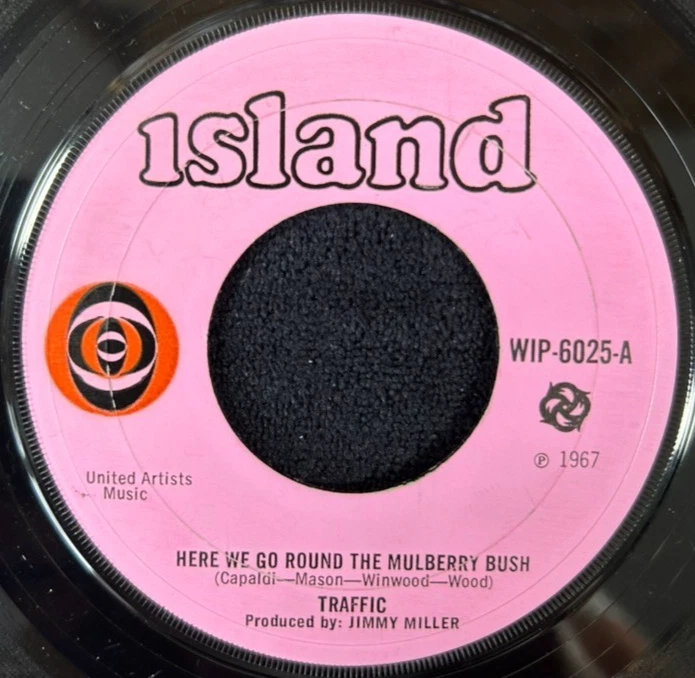 ısland
WIP-6025-A
℗ 1967
United Artists
Music
HERE WE GO ROUND THE MULBERRY BUSH
(Capaldi—Mason—Winwood—Wood)
TRAFFIC
Produced by: JIMMY MILLER